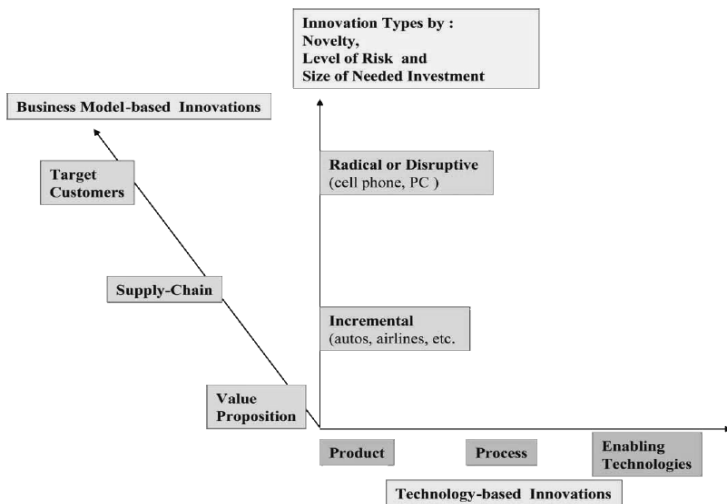 Innovation Types by :
Novelty,
Level of Risk and
Size of Needed Investment
Business Model-based Innovations
Target
Customers
Radical or Disruptive
(cell phone, PC )
Supply-Chain
Incremental
(autos, airlines, etc.
Value
Proposition
Product
Process
Enabling
Technologies
Technology-based Innovations